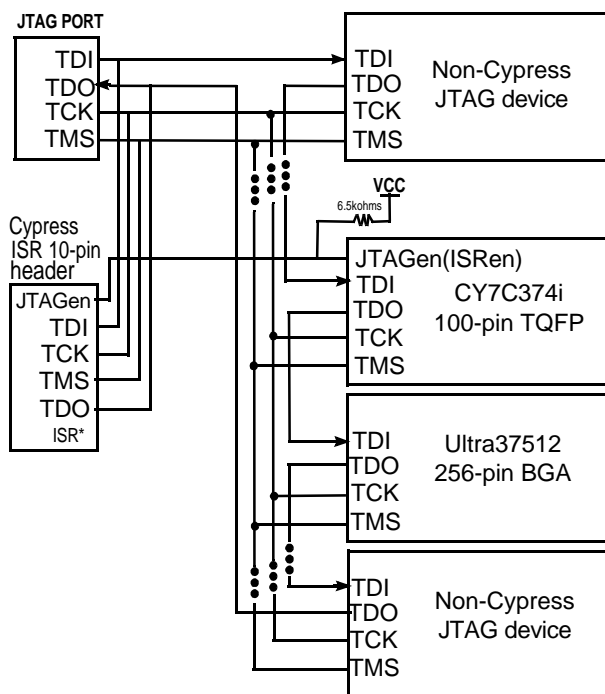 JTAG PORT
TDI
TDO
TCK
TMS
TDI
TDO
TCK
TMS
Non-Cypress
JTAG device
VCC
6.5kohms
Cypress
ISR 10-pin
header
JTAGen
TDI
TCK
TMS
TDO
ISR*
JTAGen(ISRen)
TDI
TDO
TCK
TMS
CY7C374i
100-pin TQFP
TDI
TDO
TCK
TMS
Ultra37512
256-pin BGA
TDI
TDO
TCK
TMS
Non-Cypress
JTAG device